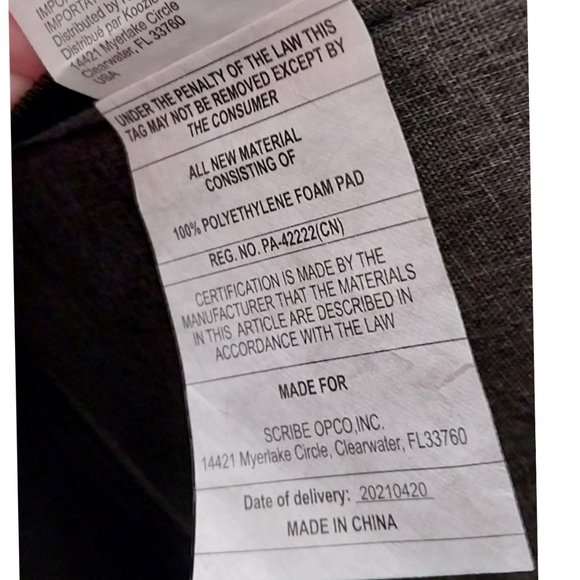 IMPO
IMPORTA
Distributed by
Distribué par Koozi
14421 Myerlake Circle
Clearwater, FL 33760
USA
UNDER THE PENALTY OF THE LAW THIS
TAG MAY NOT BE REMOVED EXCEPT BY
THE CONSUMER
ALL NEW MATERIAL
CONSISTING OF
100% POLYETHYLENE FOAM PAD
REG. NO. PA-42222(CN)
CERTIFICATION IS MADE BY THE
MANUFACTURER THAT THE MATERIALS
IN THIS ARTICLE ARE DESCRIBED IN
ACCORDANCE WITH THE LAW
MADE FOR
SCRIBE OPCO,INC.
14421 Myerlake Circle, Clearwater, FL33760
Date of delivery: 20210420
MADE IN CHINA